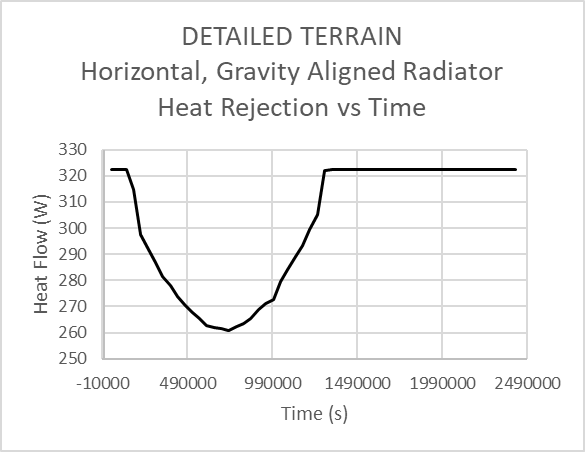 DETAILED TERRAIN
Horizontal, Gravity Aligned Radiator
Heat Rejection vs Time
330
320
310
300
290
280
270
260
250
Heat Flow (W)
-10000 490000 990000 1490000 1990000 2490000
Time (s)